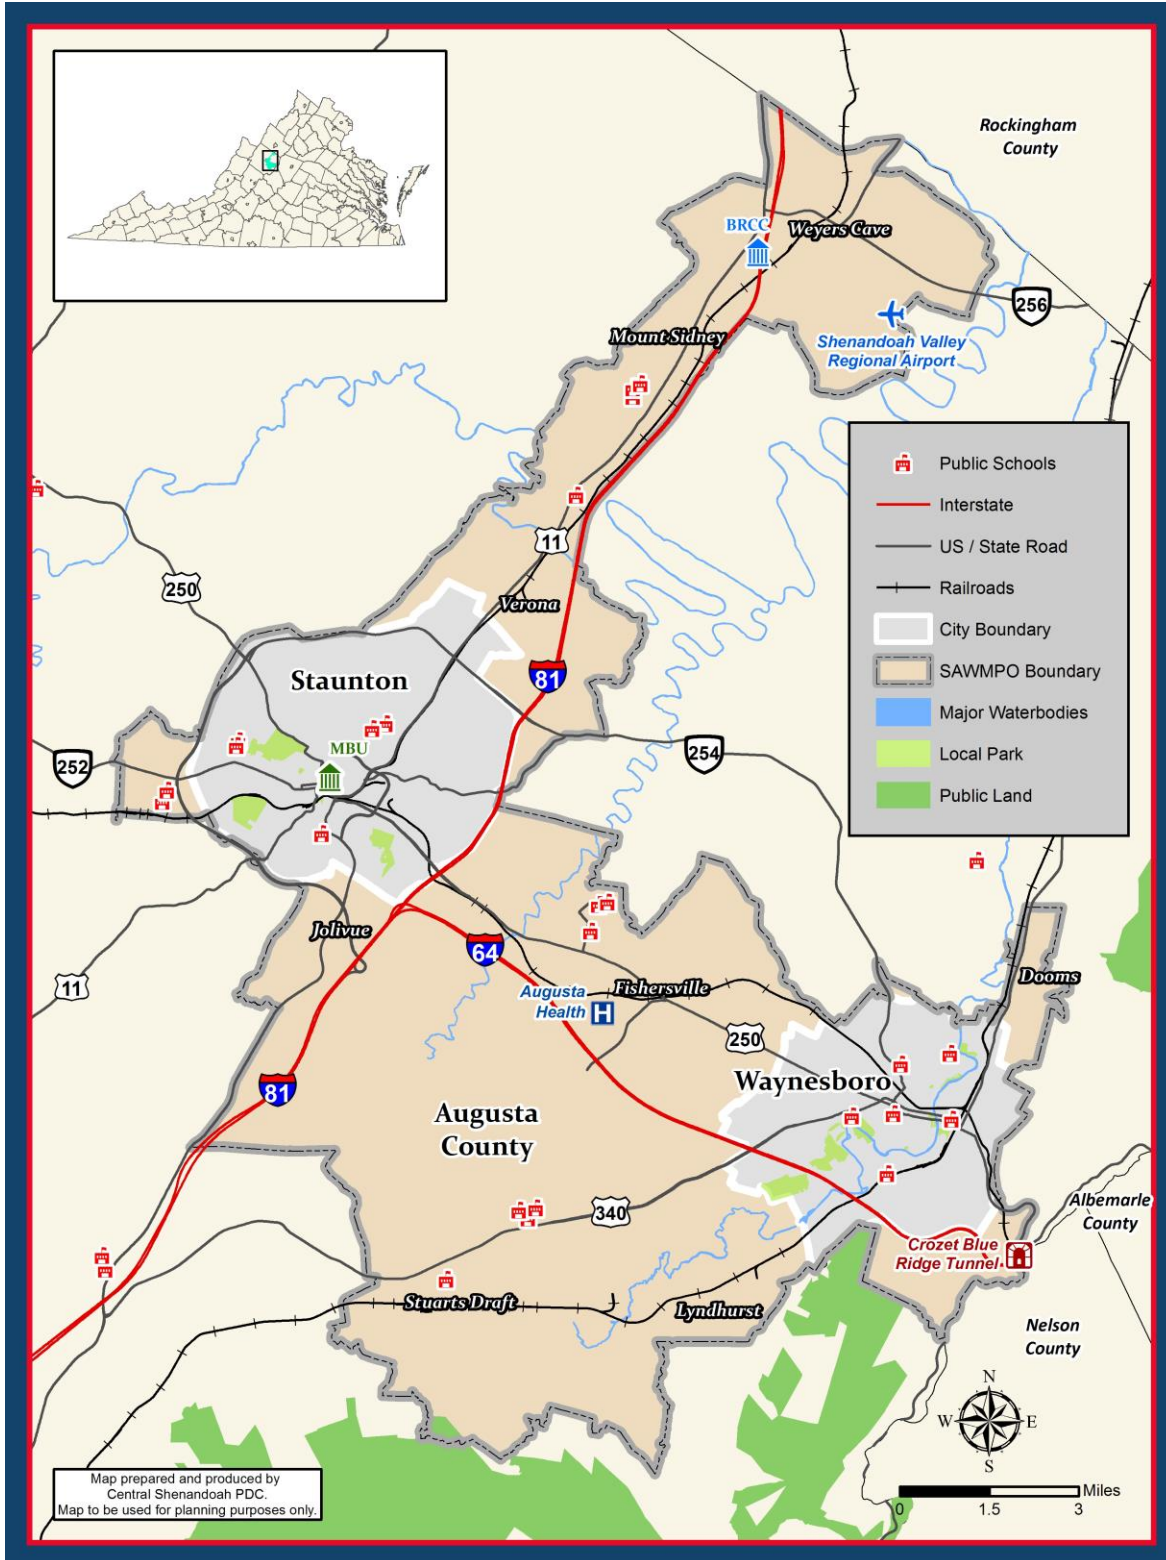 Rockingham
County
BRCC
Weyers Cave
256
Mount Sidney
Shenandoah Valley
Regional Airport
Public Schools
Interstate
US / State Road
Railroads
City Boundary
SAWMPO Boundary
Major Waterbodies
Local Park
Public Land
11
250
Verona
Staunton
81
MBU
252
254
Jolivue
64
11
Dooms
Augusta
Health
H
Fishersville
250
Waynesboro
81
Augusta
County
340
Albemarle
County
Crozet Blue
Ridge Tunnel
Stuarts Draft
Lyndhurst
Nelson
County
N
W
E
S
Map prepared and produced by
Central Shenandoah PDC.
Map to be used for planning purposes only.
Miles
0 1.5 3